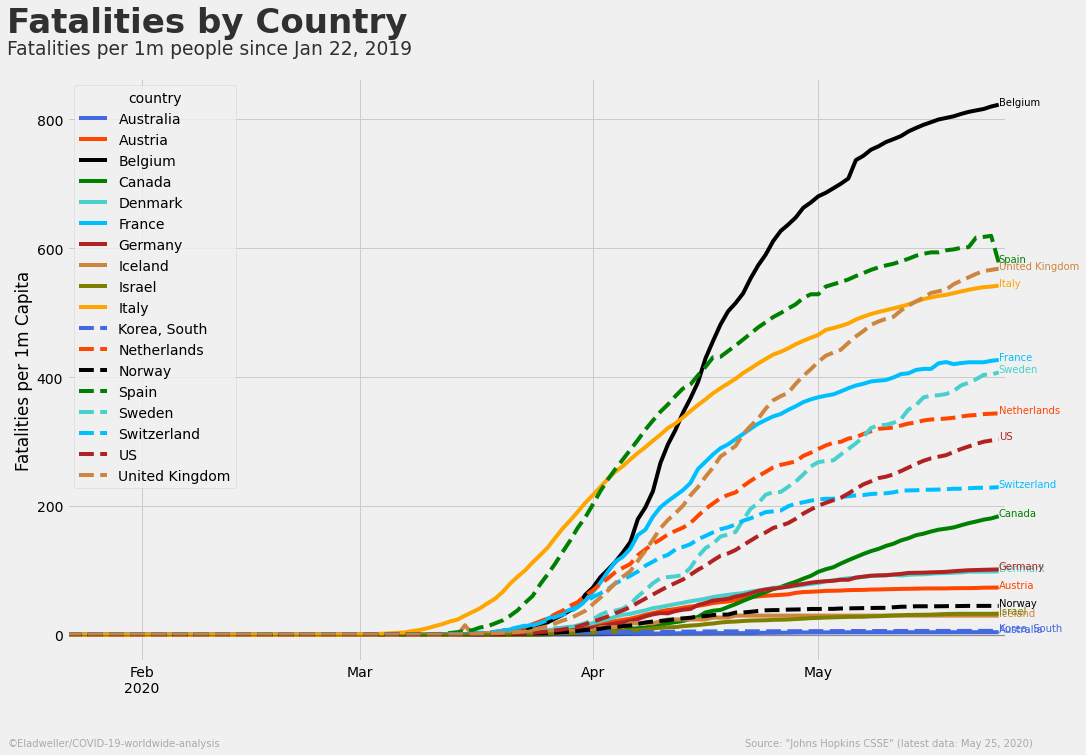 Fatalities by Country
Fatalities per 1m people since Jan 22, 2019
Fatalities per 1m Capita
800
600
400
200
0
country
Australia
Austria
Belgium
Canada
Denmark
France
Germany
Iceland
Israel
Italy
Korea, South
Netherlands
Norway
Spain
Sweden
Switzerland
US
United Kingdom
Belgium
Spain
United Kingdom
Italy
France
Sweden
Netherlands
US
Switzerland
Canada
Germany
Denmark
Austria
Norway
Israel
Iceland
Korea, South
Australia
Feb
2020
Mar
Apr
May
©Eladweller/COVID-19-worldwide-analysis
Source: "Johns Hopkins CSSE" (latest data: May 25, 2020)